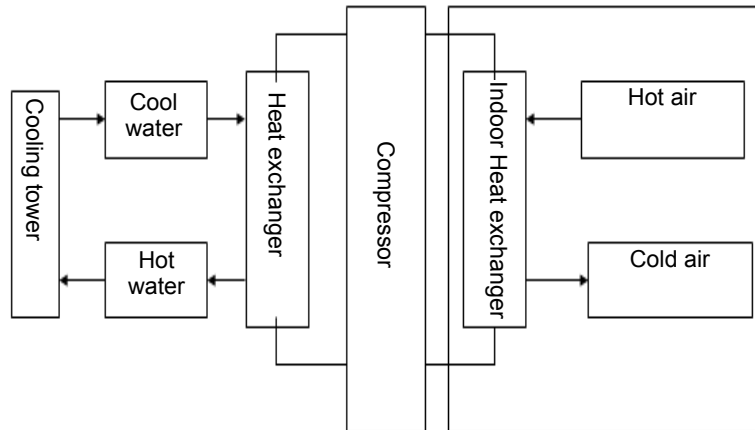 Cooling tower
Cool
water
Hot
water
Heat exchanger
Compressor
Indoor Heat exchanger
Hot air
Cold air